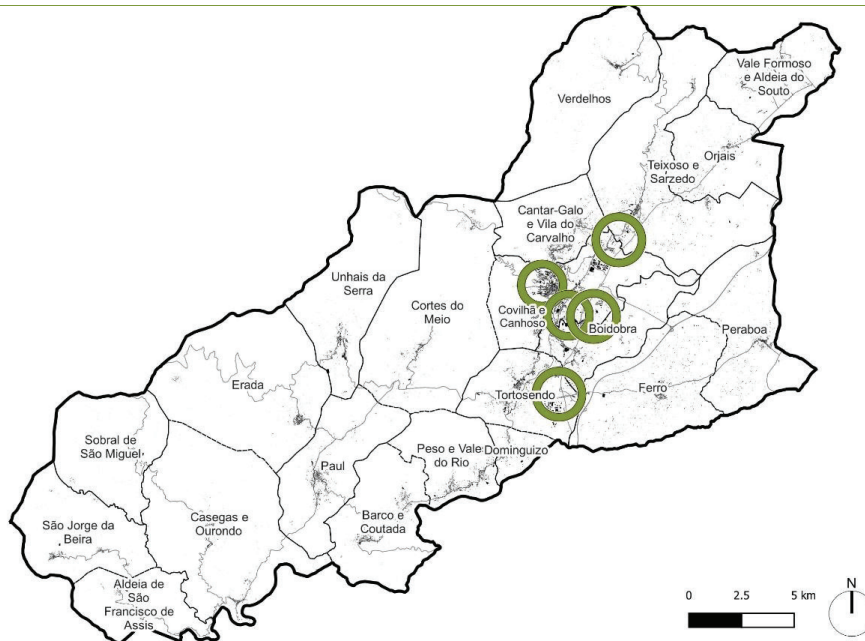 Vale Formoso
e Aldeia do
Souto
Verdelhos
Orjais
Teixoso e
Sarzedo
Cantar-Galo
e Vila do
Carvalho
Unhais da
Serra
Cortes do
Meio
Covilhã e
Canhoso
Boidobra
Peraboa
Erada
Tortosendo
Ferro
Sobral de
São Miguel
Paul
Peso e Vale
do Rio
Dominguizo
São Jorge da
Beira
Casegas e
Ourondo
Barco e
Coutada
Aldeia de
São
Francisco de
Assis
N
0 2.5 5 km